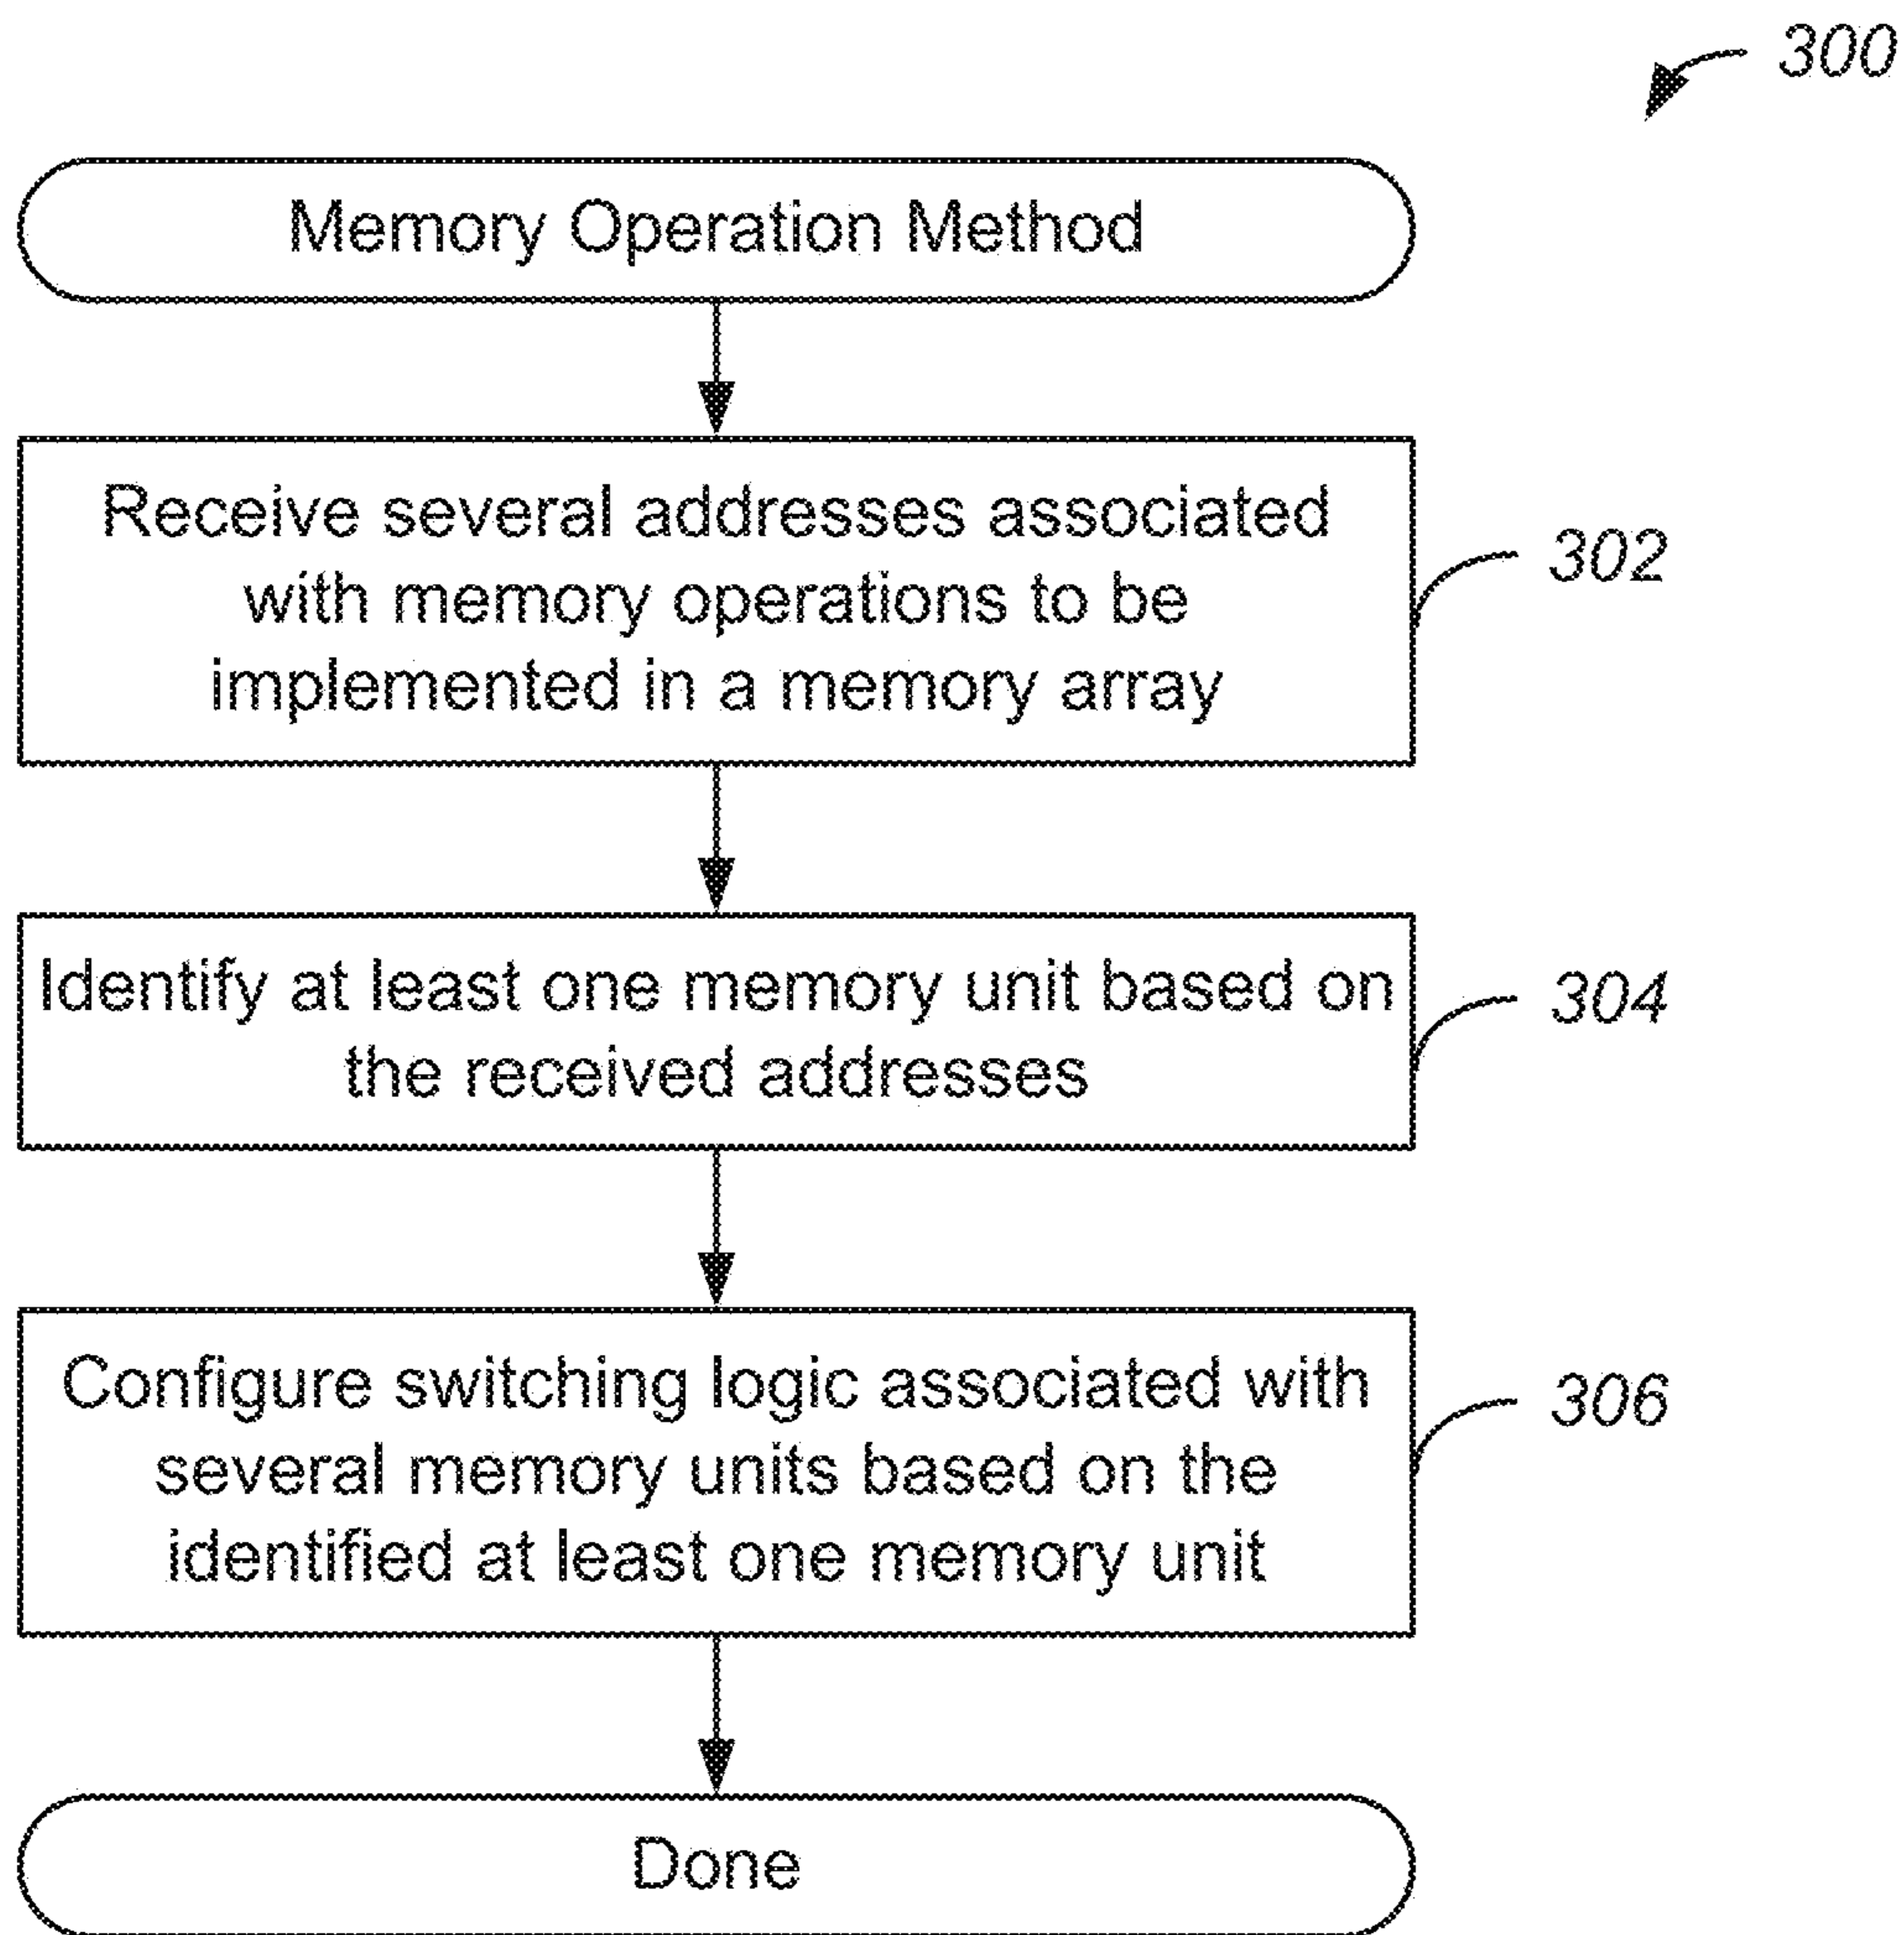 300
Memory Operation Method
Receive several addresses associated
with memory operations to be
implemented in a memory array
302
Identify at least one memory unit based on
the received addresses
304
Configure switching logic associated with
several memory units based on the
identified at least one memory unit
306
Done